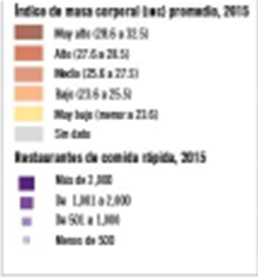 Índice de masa corporal (IMC) promedio, 2015
Muy alto (28.6 a 32.5)
Alto (27.6 a 28.5)
Medio (25.6 a 27.5)
Bajo (23.6 a 25.5)
Muy bajo (menor a 23.6)
Sin dato
Restaurantes de comida rápida, 2015
Más de 2,000
De 1,001 a 2,000
De 501 a 1,000
Menos de 500